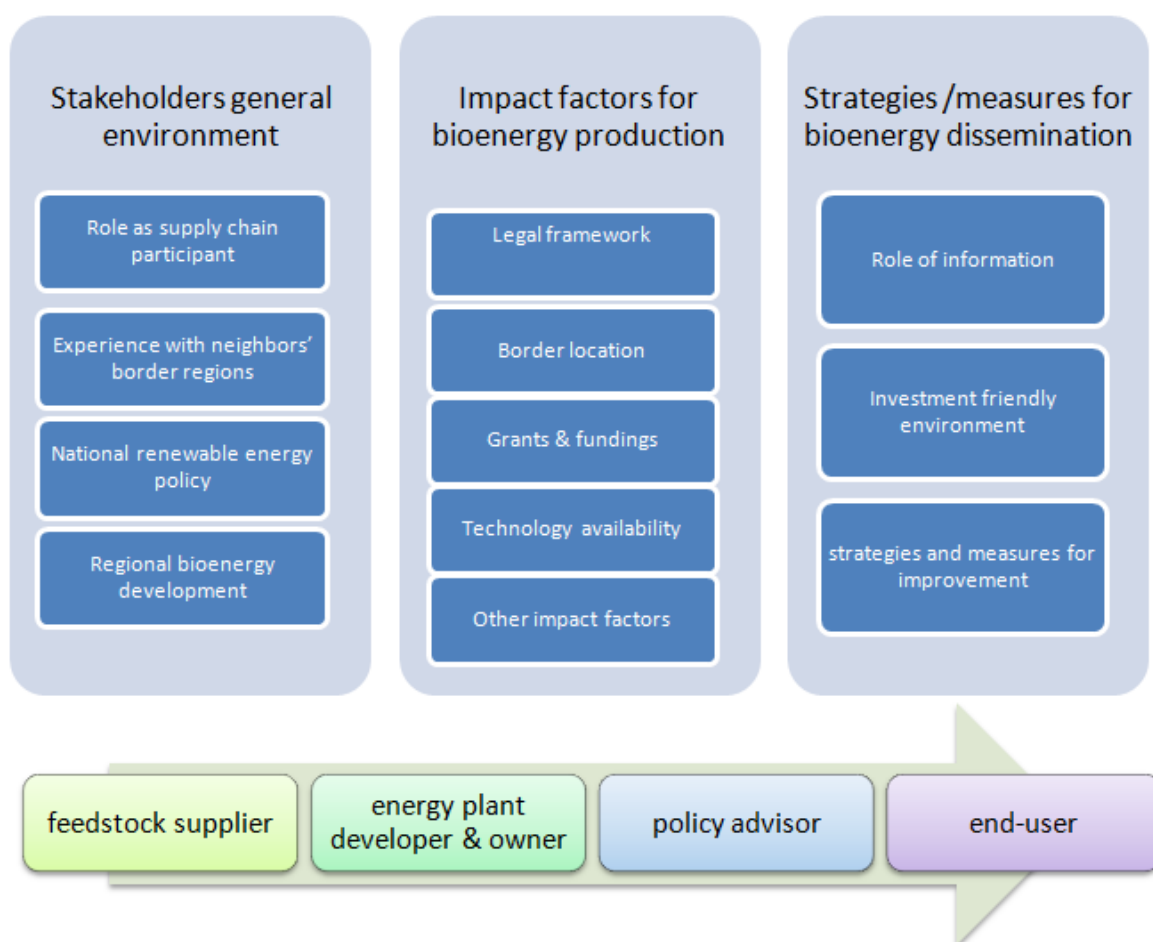 Stakeholders general
environment
Role as supply chain
participant
Experience with neighbors’
border regions
National renewable energy
policy
Regional bioenergy
development
Impact factors for
bioenergy production
Legal framework
Border location
Grants & fundings
Technology availability
Other impact factors
Strategies /measures for
bioenergy dissemination
Role of information
Investment friendly
environment
strategies and measures for
improvement
feedstock supplier
energy plant
developer & owner
policy advisor
end-user